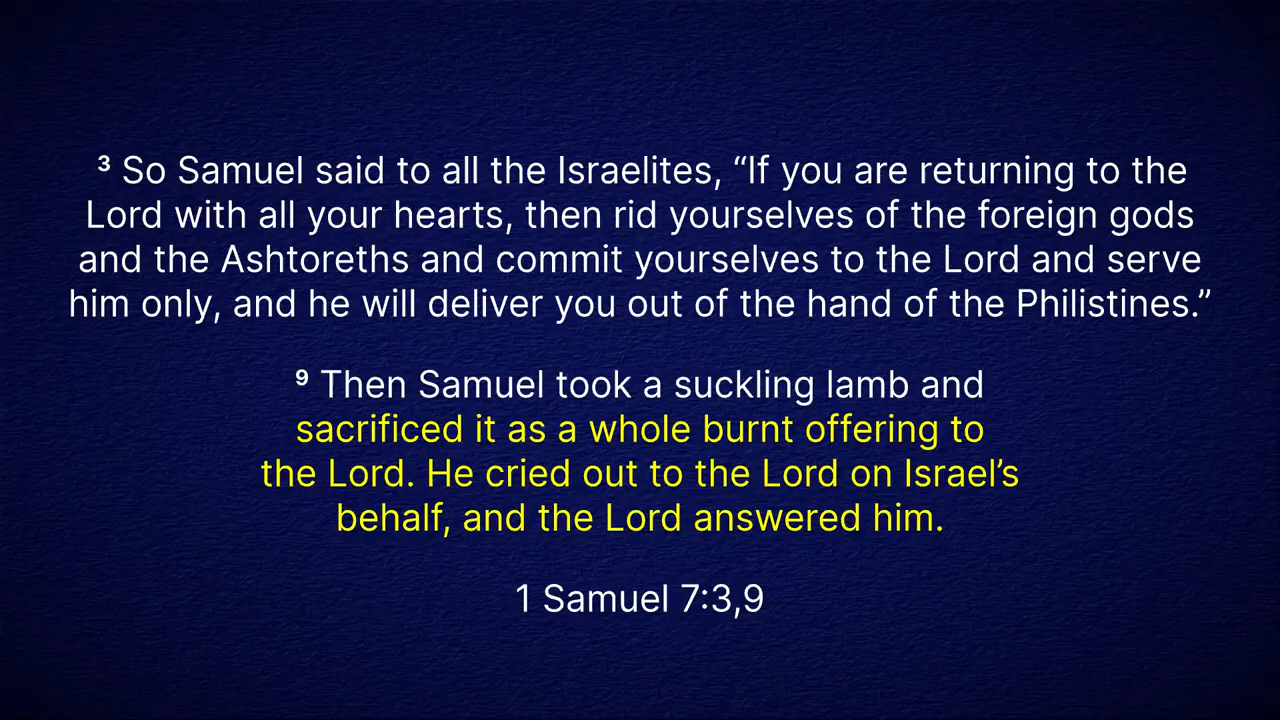 ³ So Samuel said to all the Israelites, “If you are returning to the
Lord with all your hearts, then rid yourselves of the foreign gods
and the Ashtoreths and commit yourselves to the Lord and serve
him only, and he will deliver you out of the hand of the Philistines.”
⁹ Then Samuel took a suckling lamb and
sacrificed it as a whole burnt offering to
the Lord. He cried out to the Lord on Israel’s
behalf, and the Lord answered him.
1 Samuel 7:3,9